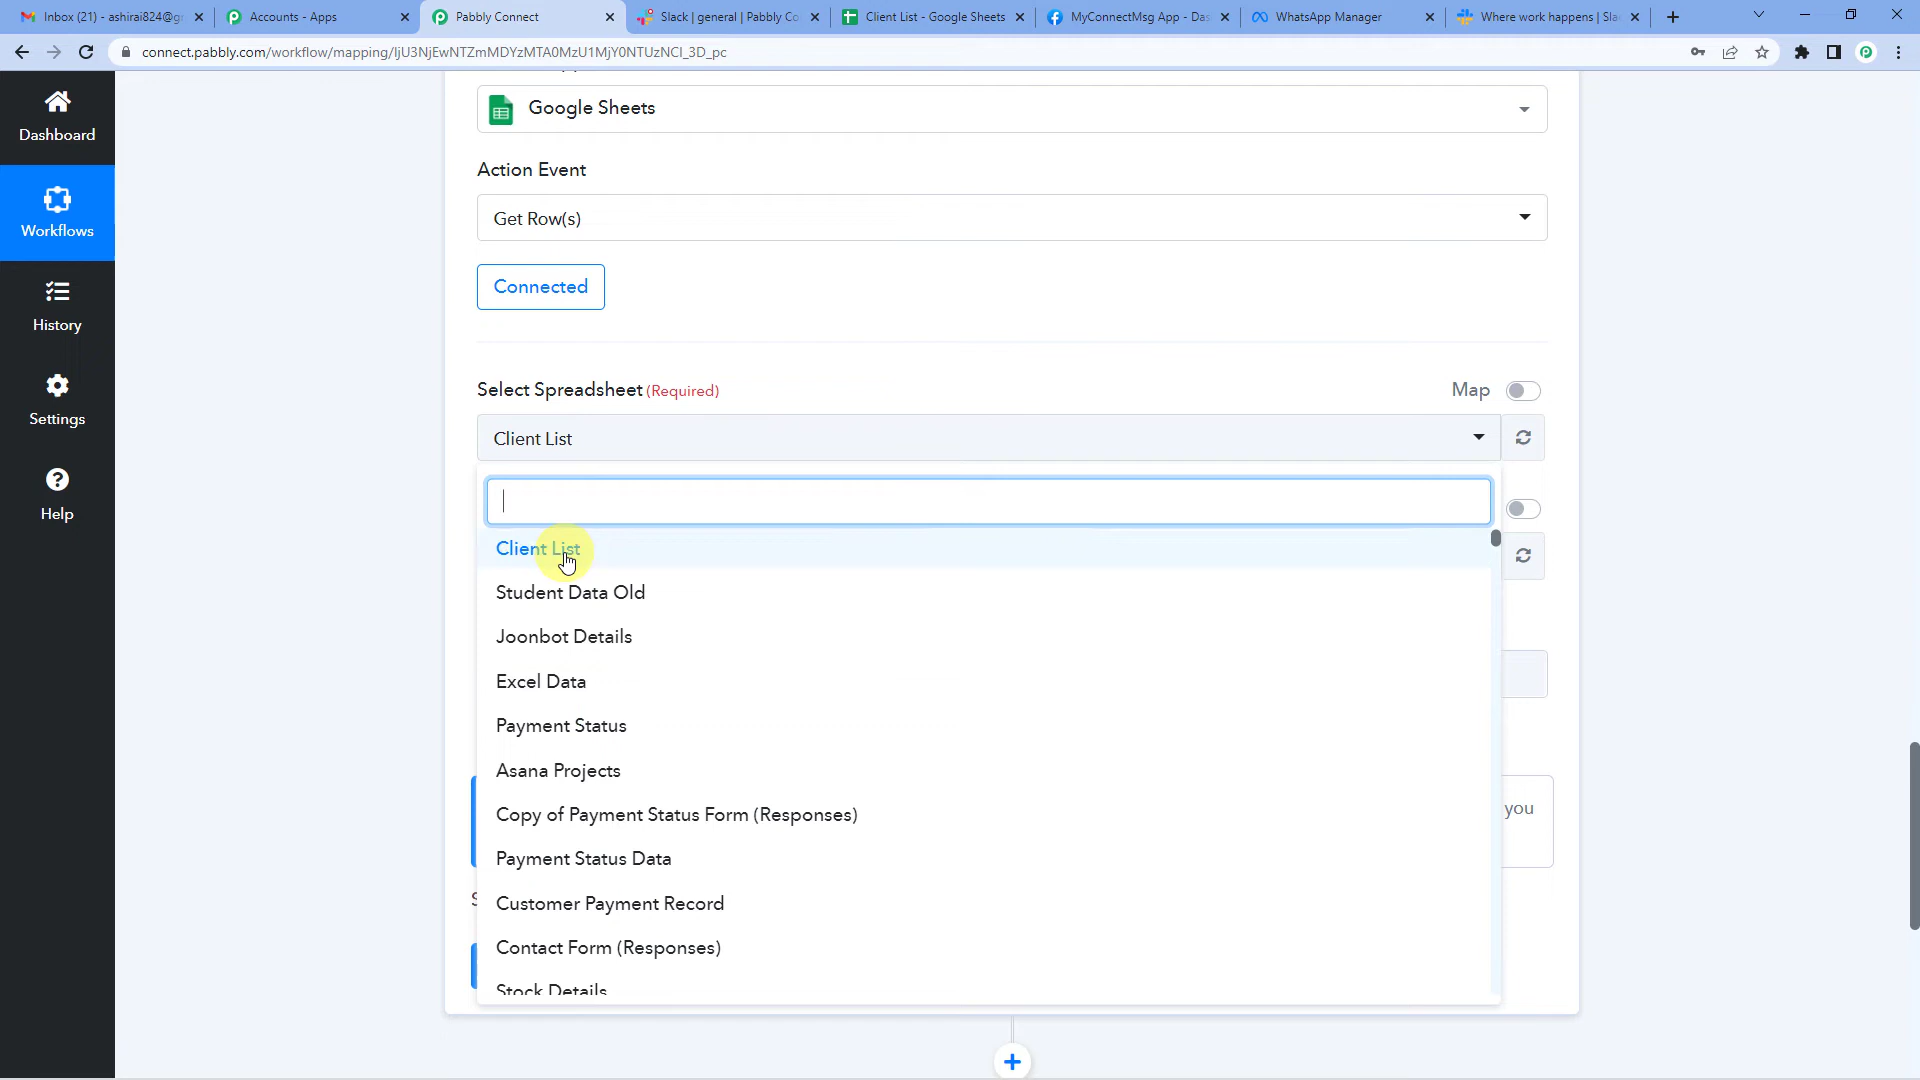 Inbox (21) - ashirai824@g
Accounts - Apps
Pabbly Connect
Slack | general | Pabbly Co
Client List - Google Sheets
MyConnectMsg App - Das
WhatsApp Manager
Where work happens | Sla
connect.pabbly.com/workflow/mapping/IjU3NjEwNTZmMDYzMTA0MzU1MjY0NTUzNCI_3D_pc
Dashboard
Workflows
History
Settings
Help
Google Sheets
Action Event
Get Row(s)
Connected
Select Spreadsheet (Required)
Map
Client List
Client List
Student Data Old
Joonbot Details
Excel Data
Payment Status
Asana Projects
you
Copy of Payment Status Form (Responses)
Payment Status Data
Customer Payment Record
Contact Form (Responses)
Stock Details